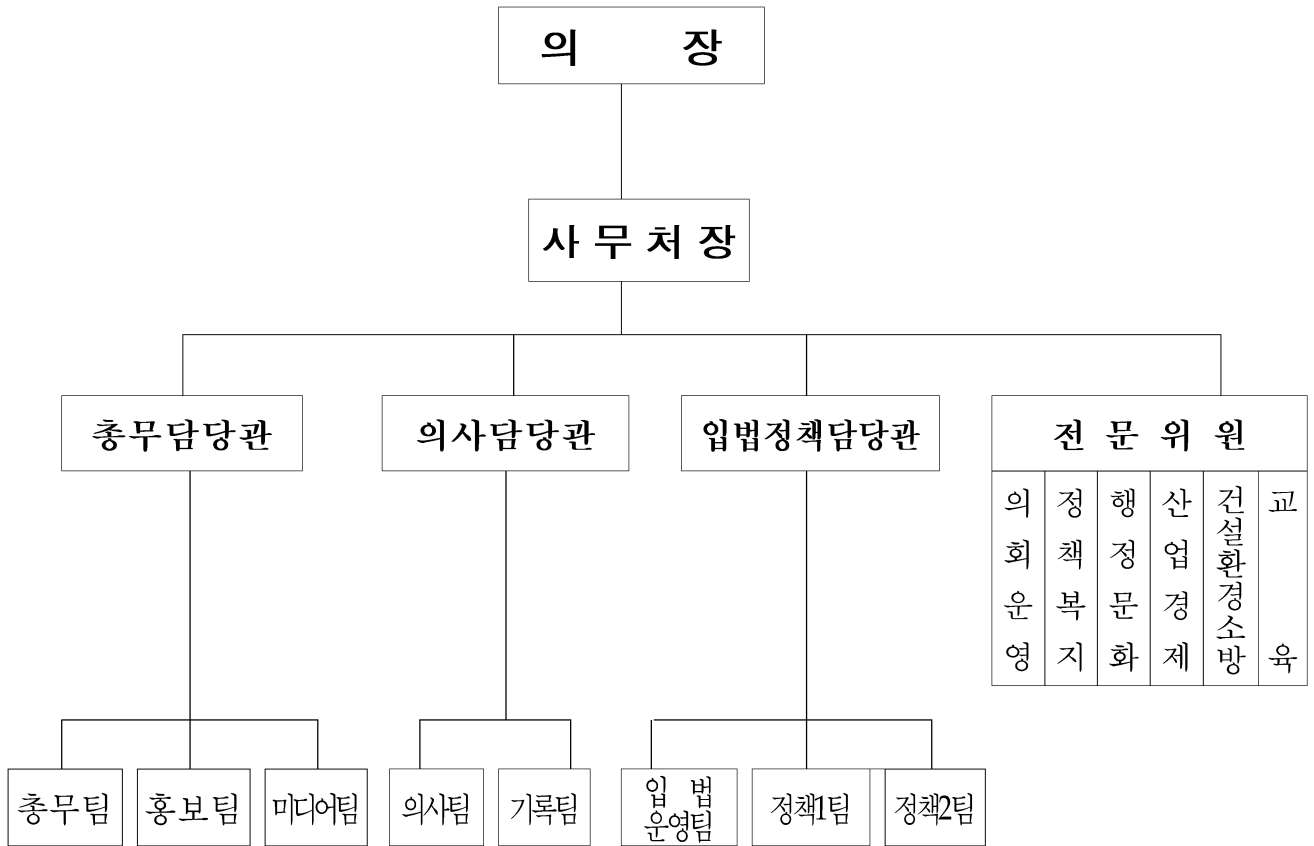 의 장
사무처장
총무담당관
의사담당관
입법정책담당관
전문위원
의회운영
정책복지
행정문화
산업경제
건설환경소방
교육
총무팀
홍보팀
미디어팀
의사팀
기록팀
입 법
운영팀
정책1팀
정책2팀